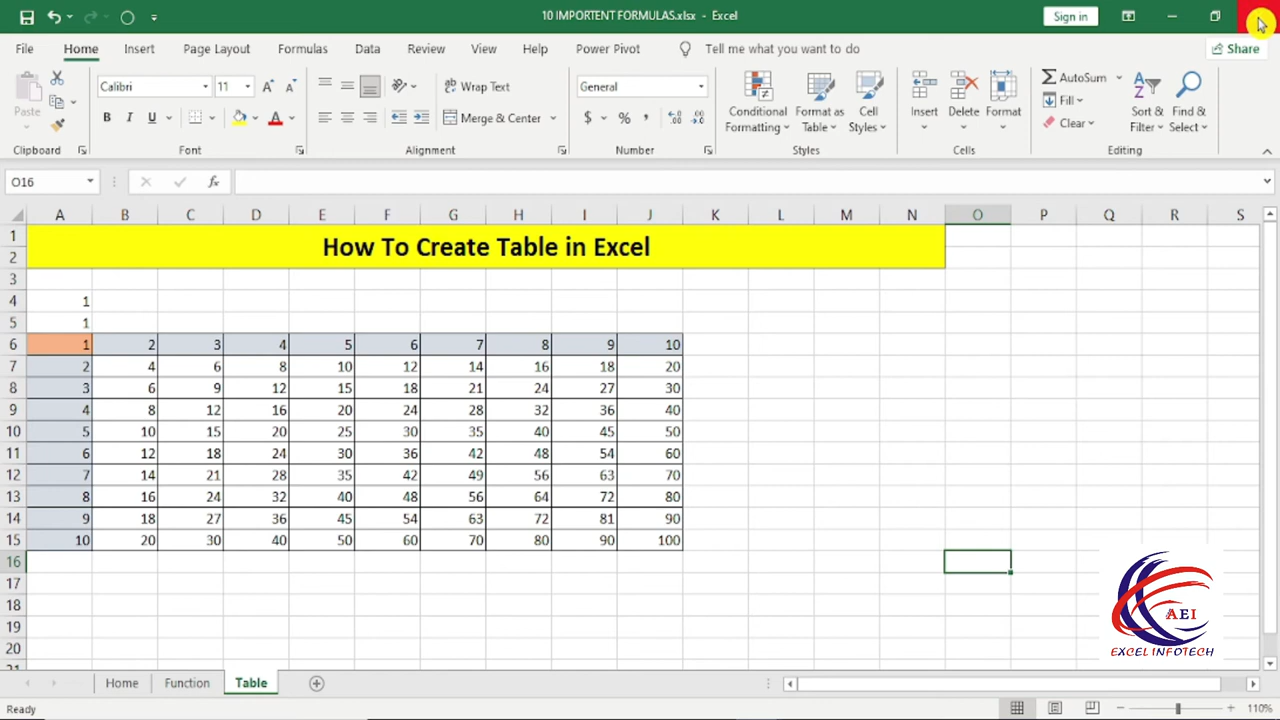 10 IMPORTENT FORMULAS.xlsx - Excel
Sign in
File Home Insert Page Layout Formulas Data Review View Help Power Pivot Tell me what you want to do Share
Paste
Calibri 11
B I U
Wrap Text
Merge & Center
General
$ % ,
Conditional Formatting
Format as Table
Cell Styles
Insert Delete Format
AutoSum
Fill
Clear
Sort & Filter
Find & Select
Clipboard Font Alignment Number Styles Cells Editing
O16 fx
A B C D E F G H I J K L M N O P Q R S
1
2
How To Create Table in Excel
3
4 1
5 1
6 1 2 3 4 5 6 7 8 9 10
7 2 4 6 8 10 12 14 16 18 20
8 3 6 9 12 15 18 21 24 27 30
9 4 8 12 16 20 24 28 32 36 40
10 5 10 15 20 25 30 35 40 45 50
11 6 12 18 24 30 36 42 48 54 60
12 7 14 21 28 35 42 49 56 63 70
13 8 16 24 32 40 48 56 64 72 80
14 9 18 27 36 45 54 63 72 81 90
15 10 20 30 40 50 60 70 80 90 100
16
17
18
19
20
21
AEI
EXCEL INFOTECH
Home Function Table
Ready
110%